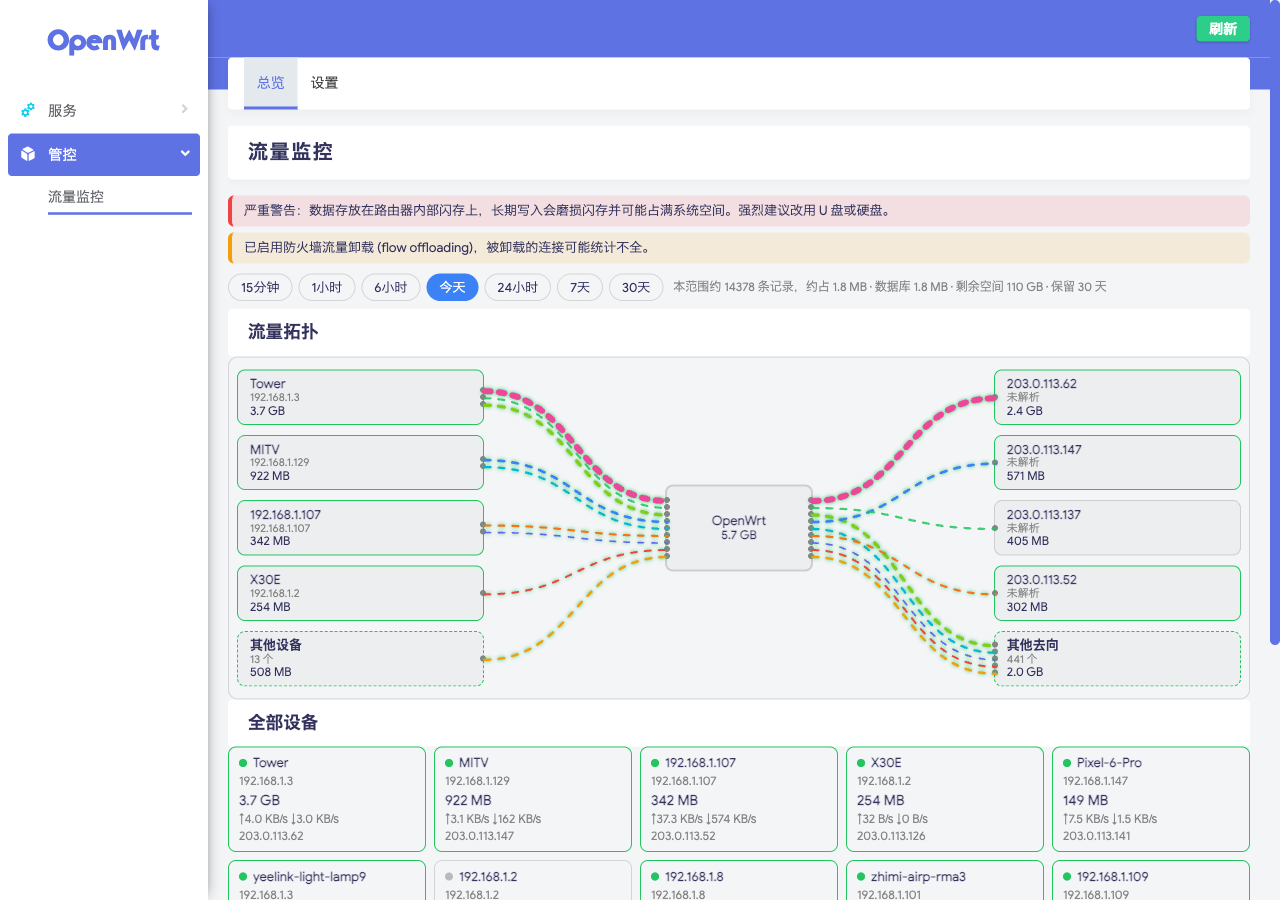 OpenWrt
刷新
服务
管控
流量监控
总览
设置
流量监控
严重警告：数据存放在路由器内部闪存上，长期写入会磨损闪存并可能占满系统空间。强烈建议改用 U 盘或硬盘。
已启用防火墙流量卸载 (flow offloading)，被卸载的连接可能统计不全。
15分钟
1小时
6小时
今天
24小时
7天
30天
本范围约 14378 条记录，约占 1.8 MB · 数据库 1.8 MB · 剩余空间 110 GB · 保留 30 天
流量拓扑
Tower
192.168.1.3
3.7 GB
MITV
192.168.1.129
922 MB
192.168.1.107
192.168.1.107
342 MB
X30E
192.168.1.2
254 MB
其他设备
13 个
508 MB
OpenWrt
5.7 GB
203.0.113.62
未解析
2.4 GB
203.0.113.147
未解析
571 MB
203.0.113.137
未解析
405 MB
203.0.113.52
未解析
302 MB
其他去向
441 个
2.0 GB
全部设备
Tower
192.168.1.3
3.7 GB
↑4.0 KB/s ↓3.0 KB/s
203.0.113.62
MITV
192.168.1.129
922 MB
↑3.1 KB/s ↓162 KB/s
203.0.113.147
192.168.1.107
192.168.1.107
342 MB
↑37.3 KB/s ↓574 KB/s
203.0.113.52
X30E
192.168.1.2
254 MB
↑32 B/s ↓0 B/s
203.0.113.126
Pixel-6-Pro
192.168.1.147
149 MB
↑7.5 KB/s ↓1.5 KB/s
203.0.113.141
yeelink-light-lamp9
192.168.1.3
192.168.1.2
192.168.1.2
192.168.1.8
192.168.1.8
zhimi-airp-rma3
192.168.1.101
192.168.1.109
192.168.1.109